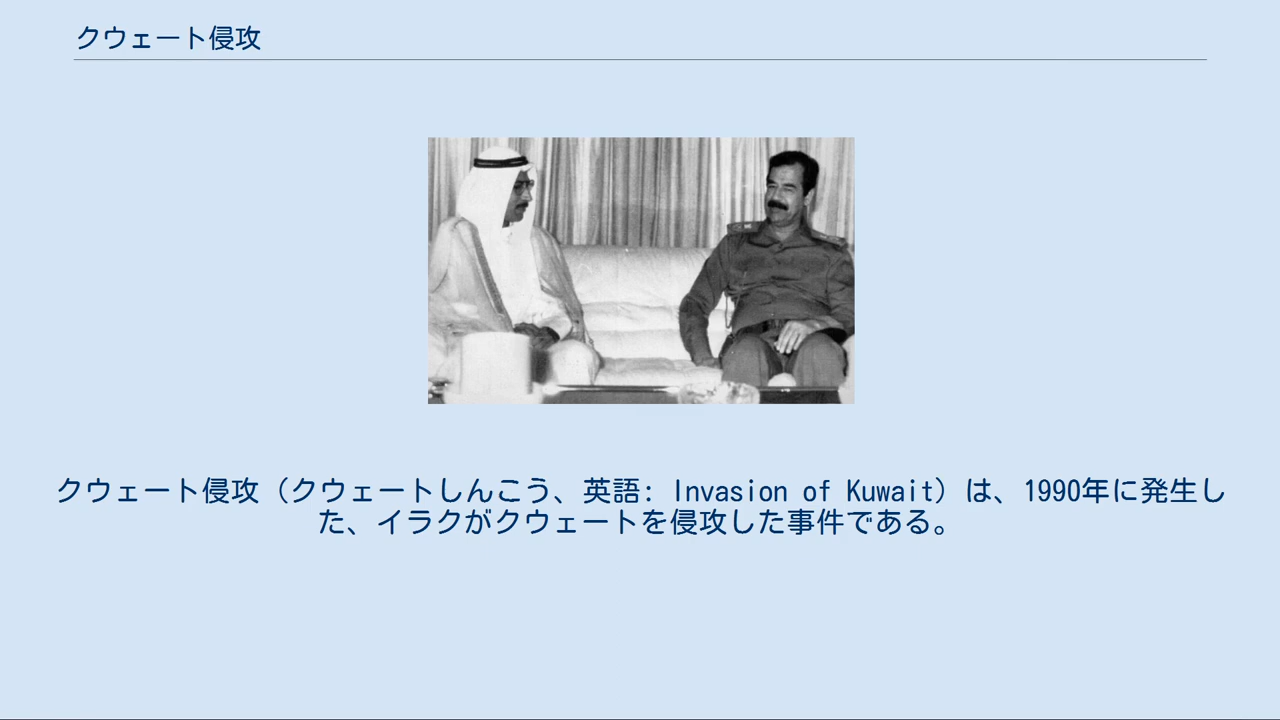 クウェート侵攻
クウェート侵攻（クウェートしんこう、英語: Invasion of Kuwait）は、1990年に発生し
た、イラクがクウェートを侵攻した事件である。